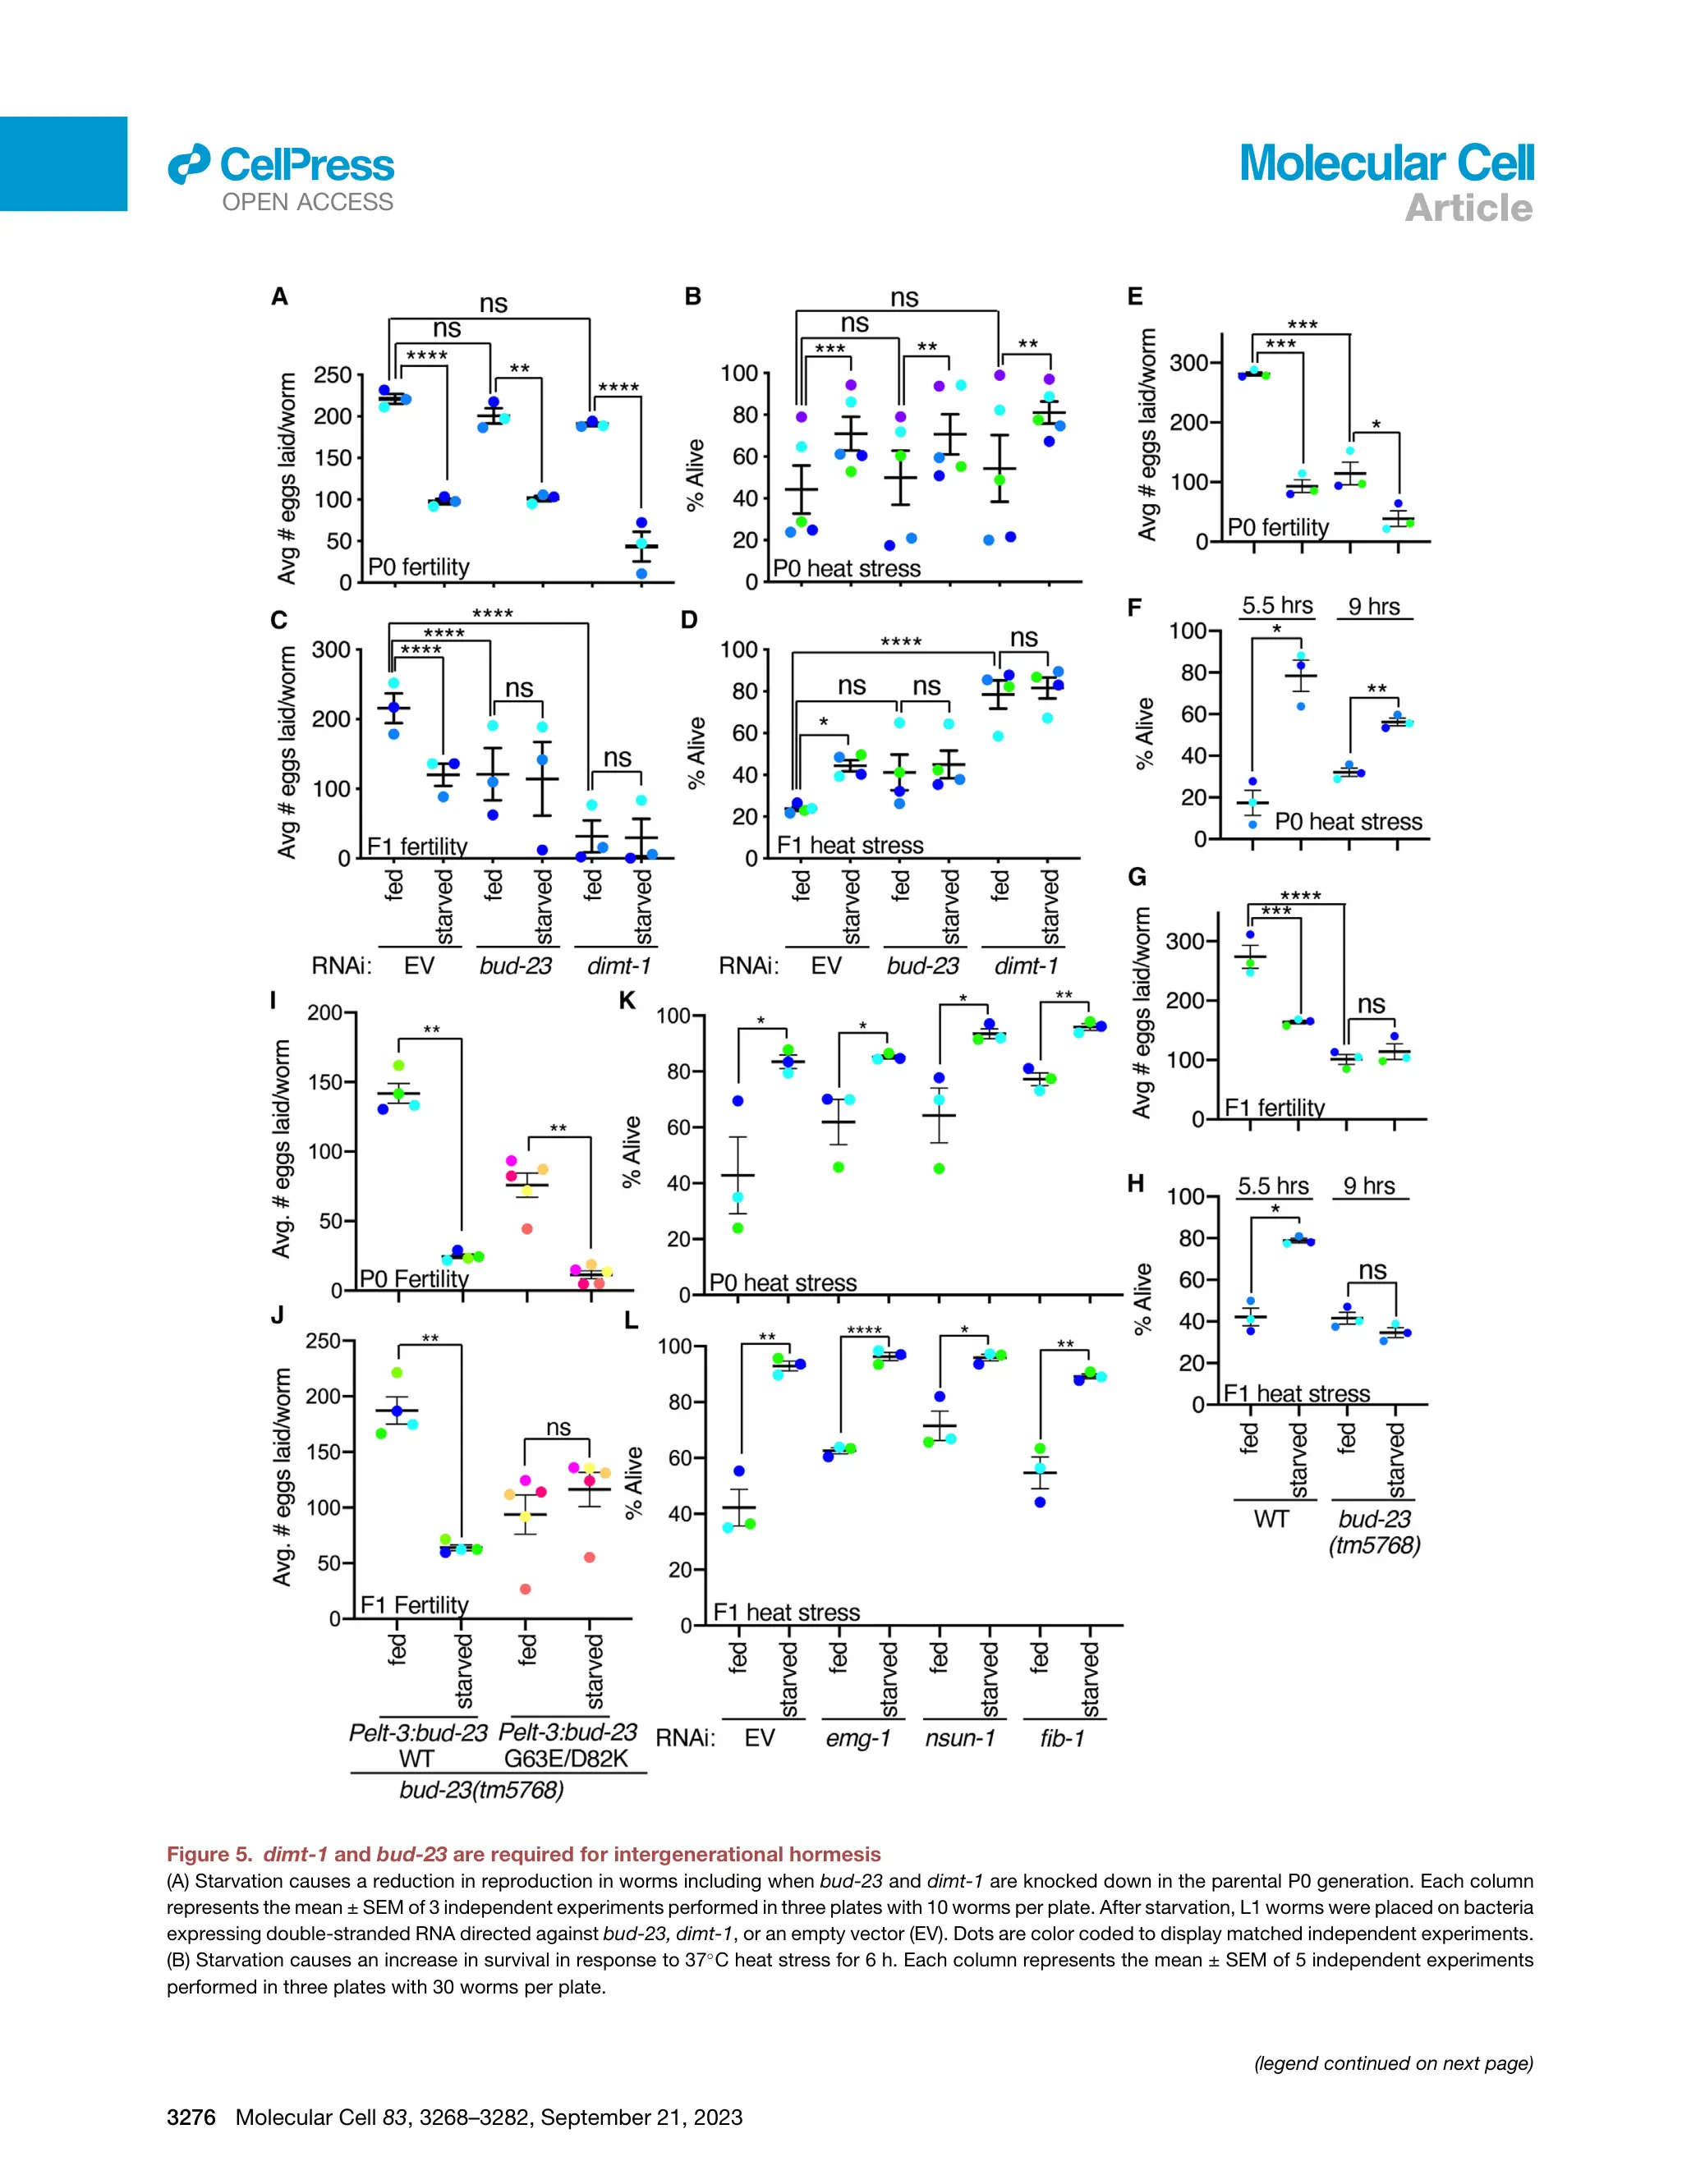 CellPress
OPEN ACCESS
Molecular Cell
Article
A
ns
ns
****
**
****
250
200
150
100
50
0
Avg # eggs laid/worm
P0 fertility
B
ns
ns
***
**
**
100
80
60
40
20
0
% Alive
P0 heat stress
C
****
****
****
ns
ns
300
200
100
0
Avg # eggs laid/worm
F1 fertility
fed
starved
fed
starved
fed
starved
RNAi: EV bud-23 dimt-1
D
****
ns
ns
ns
*
100
80
60
40
20
0
% Alive
F1 heat stress
fed
starved
fed
starved
fed
starved
RNAi: EV bud-23 dimt-1
E
***
***
*
300
200
100
0
Avg # eggs laid/worm
P0 fertility
F
5.5 hrs 9 hrs
*
**
100
80
60
40
20
0
% Alive
P0 heat stress
G
****
***
ns
300
200
100
0
Avg # eggs laid/worm
F1 fertility
H
5.5 hrs 9 hrs
*
ns
100
80
60
40
20
0
% Alive
F1 heat stress
fed
starved
fed
starved
WT bud-23
(tm5768)
I
**
**
200
150
100
50
0
Avg. # eggs laid/worm
P0 Fertility
J
**
ns
250
200
150
100
50
0
Avg. # eggs laid/worm
F1 Fertility
fed
starved
fed
starved
Pelt-3:bud-23 Pelt-3:bud-23
WT G63E/D82K
bud-23(tm5768)
K
*
*
*
**
100
80
60
40
20
0
% Alive
P0 heat stress
L
**
****
*
**
100
80
60
40
20
0
% Alive
F1 heat stress
fed
starved
fed
starved
fed
starved
fed
starved
RNAi: EV emg-1 nsun-1 fib-1
Figure 5. dimt-1 and bud-23 are required for intergenerational hormesis
(A) Starvation causes a reduction in reproduction in worms including when bud-23 and dimt-1 are knocked down in the parental P0 generation. Each column
represents the mean ± SEM of 3 independent experiments performed in three plates with 10 worms per plate. After starvation, L1 worms were placed on bacteria
expressing double-stranded RNA directed against bud-23, dimt-1, or an empty vector (EV). Dots are color coded to display matched independent experiments.
(B) Starvation causes an increase in survival in response to 37°C heat stress for 6 h. Each column represents the mean ± SEM of 5 independent experiments
performed in three plates with 30 worms per plate.
(legend continued on next page)
3276 Molecular Cell 83, 3268–3282, September 21, 2023